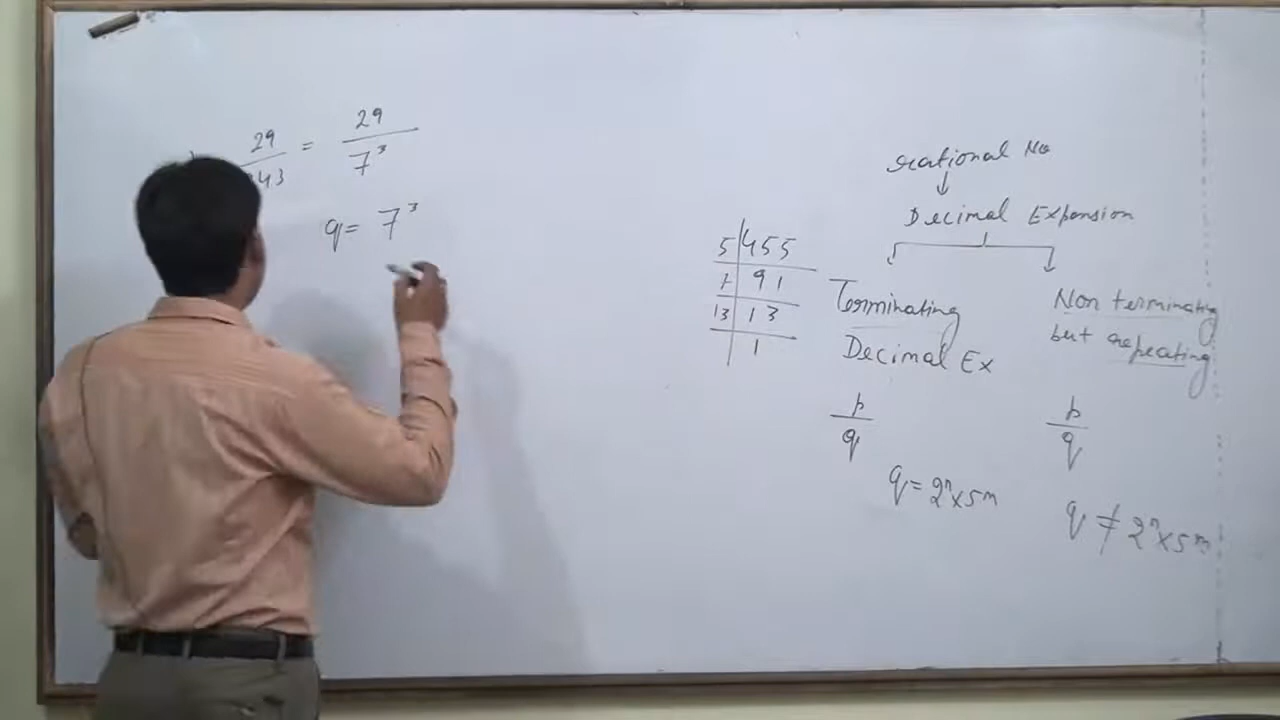 29 = 29
43 7³
q = 7³
5 | 455
7 | 91
13 | 13
1
rational No
↓
Decimal Expansion
Terminating
Decimal Ex
p
q
q = 2ⁿ x 5ᵐ
Non terminating
but repeating
p
q
q ≠ 2ⁿ x 5ᵐ